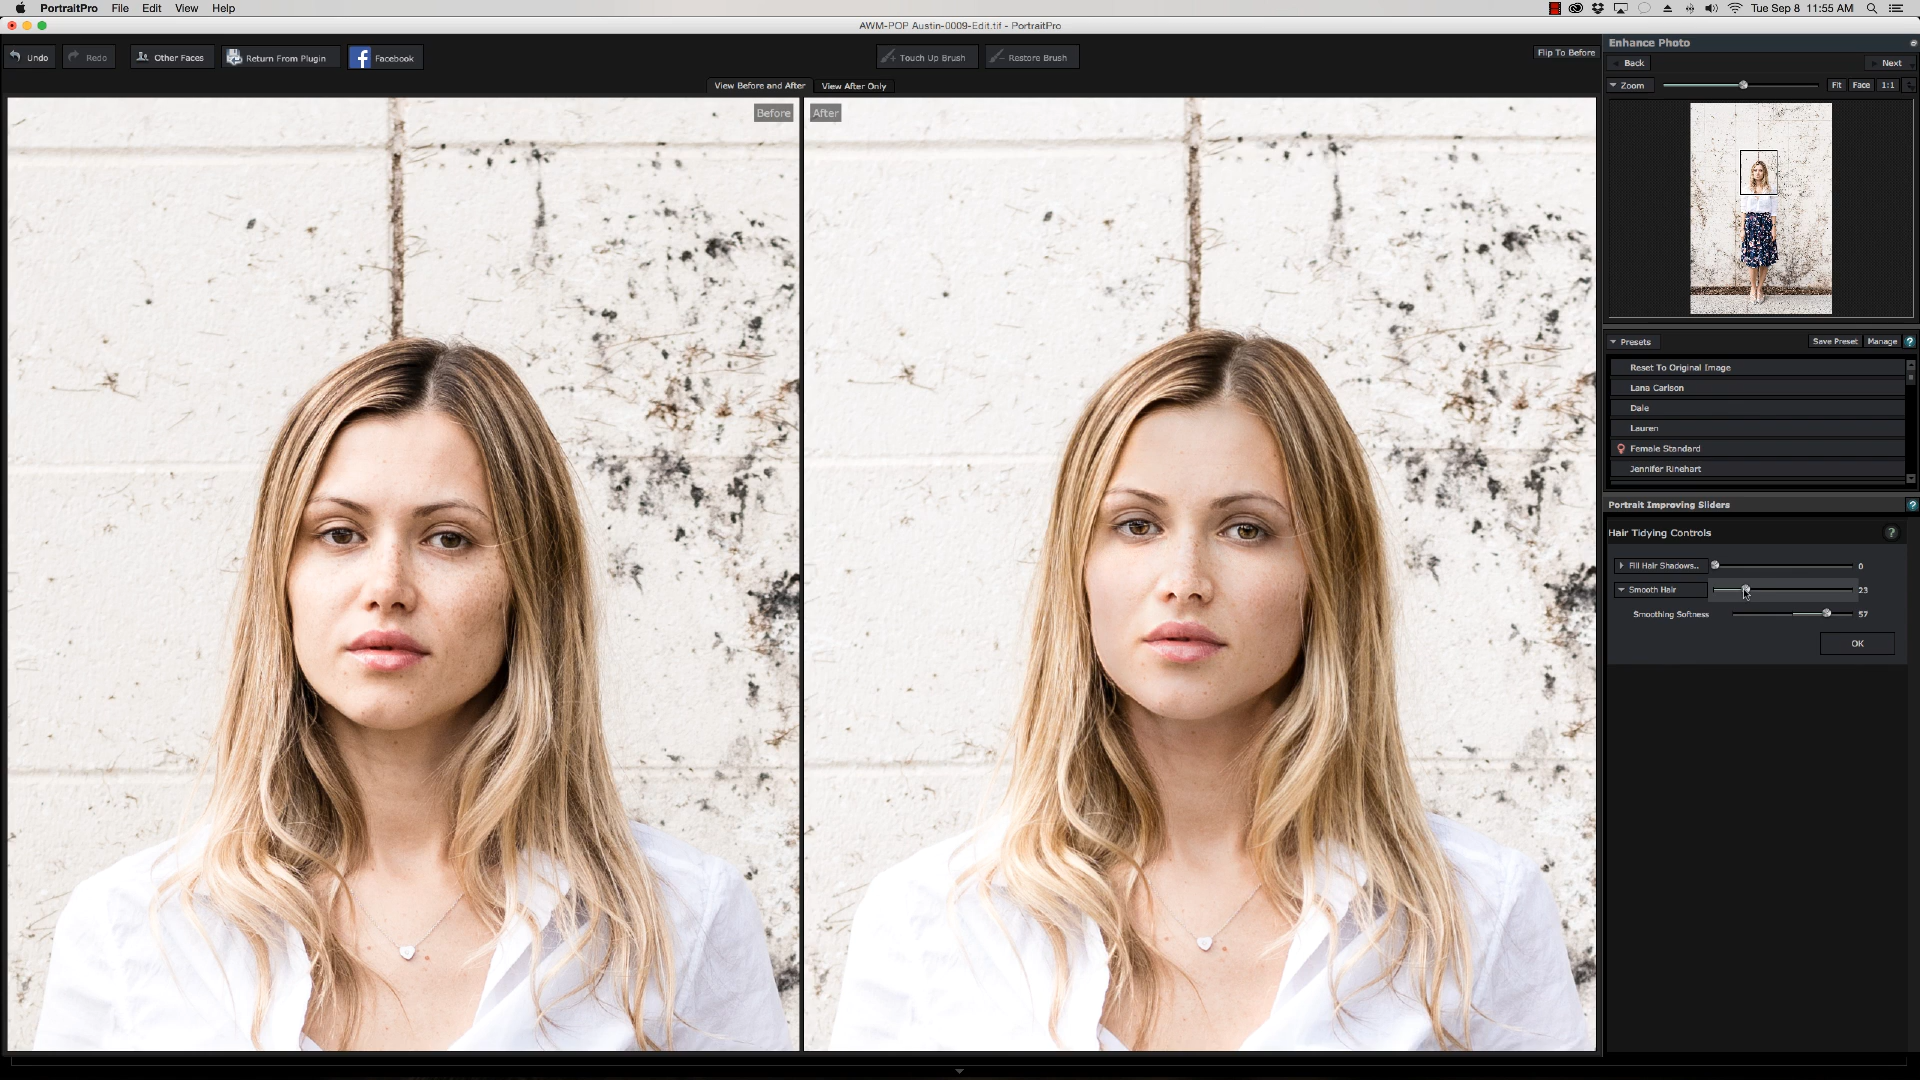 PortraitPro File Edit View Help
Tue Sep 8 11:55 AM
AWM-POP Austin-0009-Edit.tif - PortraitPro
Undo Redo Other Faces Return From Plugin Facebook Touch Up Brush Restore Brush Flip To Before
View Before and After View After Only
Before After
Enhance Photo
Back Next
Zoom Fit Face 1:1
Presets Save Preset Manage ?
Reset To Original Image
Lana Carlson
Dale
Lauren
Female Standard
Jennifer Rinehart
Portrait Improving Sliders ?
Hair Tidying Controls ?
Fill Hair Shadows.. 0
Smooth Hair 23
Smoothing Softness 57
OK